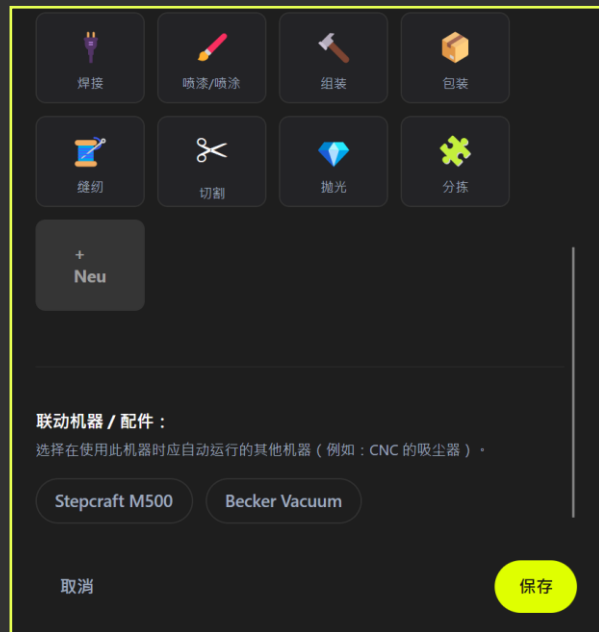 焊接
喷漆/喷涂
组装
包装
缝纫
切割
抛光
分拣
+
Neu
联动机器 / 配件：
选择在使用此机器时应自动运行的其他机器（例如：CNC 的吸尘器）。
Stepcraft M500
Becker Vacuum
取消
保存